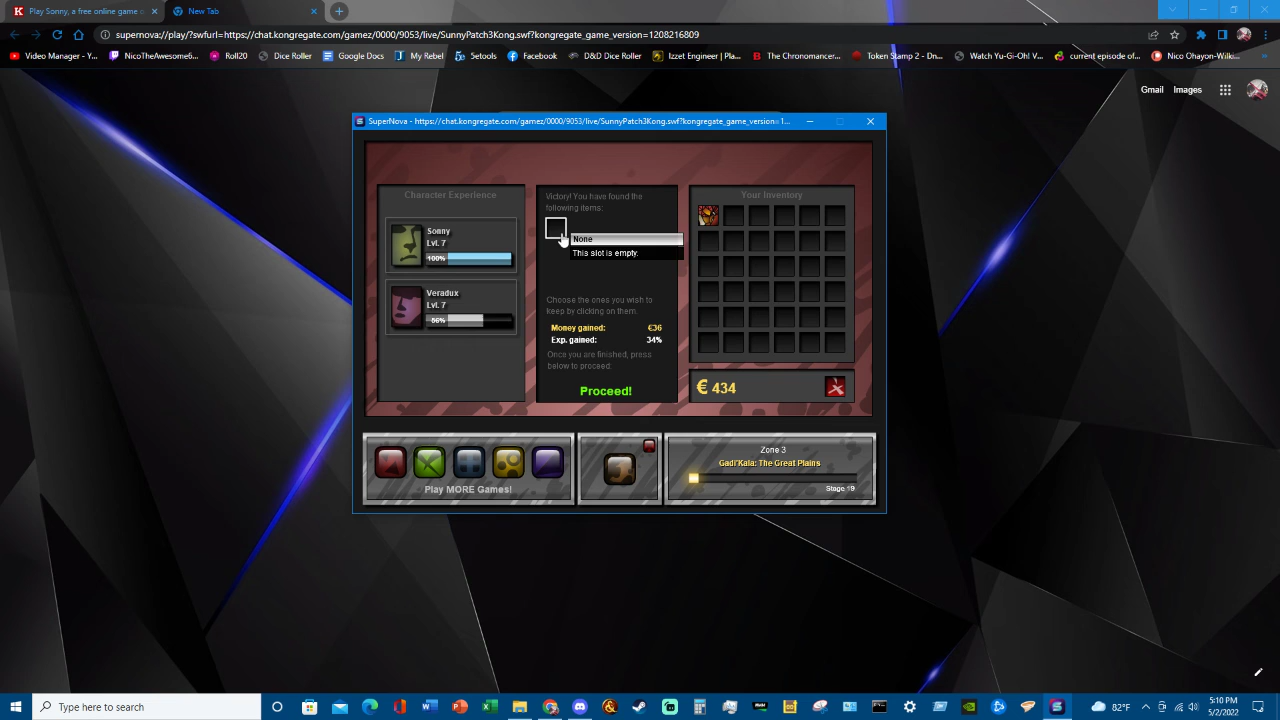 Play Sonny, a free online game o
New Tab
supernova://play/?swfurl=https://chat.kongregate.com/gamez/0000/9053/live/SunnyPatch3Kong.swf?kongregate_game_version=1208216809
Video Manager - Y...
NicoTheAwesome6...
Roll20
Dice Roller
Google Docs
My Rebel
5etools
Facebook
D&D Dice Roller
Izzet Engineer | Pla...
The Chronomancer...
Token Stamp 2 - Dn...
Watch Yu-Gi-Oh! V...
current episode of...
Nico Ohayon-Wilki...
Gmail
Images
SuperNova - https://chat.kongregate.com/gamez/0000/9053/live/SunnyPatch3Kong.swf?kongregate_game_version=1...
Character Experience
Sonny
Lvl. 7
100%
Veradux
Lvl. 7
Victory! You have found the
following items:
None
This slot is empty.
Choose the ones you wish to
keep by clicking on them.
Money gained: €36
Exp. gained: 34%
Once you are finished, press
below to proceed:
Proceed!
Your Inventory
€ 434
Play MORE Games!
Zone 3
Gadi'Kala: The Great Plains
Stage 19
Type here to search
82°F
5:10 PM
5/2/2022